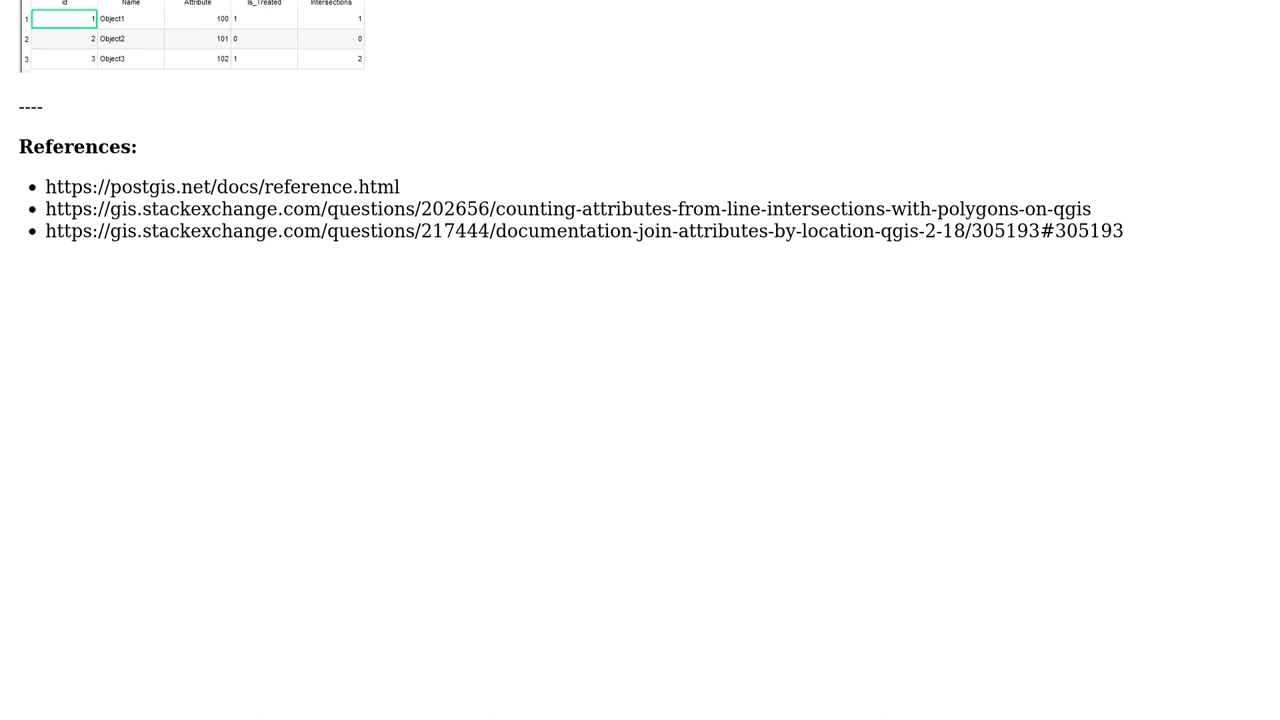 id Name Attribute Is_Treated Intersections
1 1 Object1 100 1 1
2 2 Object2 101 0 0
3 3 Object3 102 1 2
----
References:
• https://postgis.net/docs/reference.html
• https://gis.stackexchange.com/questions/202656/counting-attributes-from-line-intersections-with-polygons-on-qgis
• https://gis.stackexchange.com/questions/217444/documentation-join-attributes-by-location-qgis-2-18/305193#305193